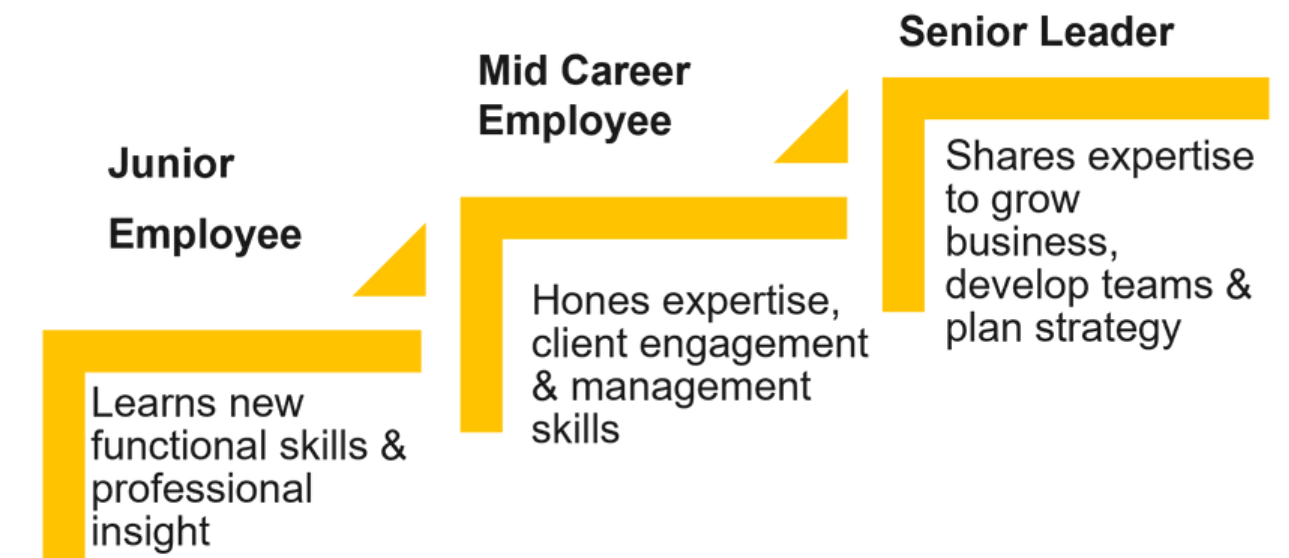 Junior
Employee
Learns new
functional skills &
professional
insight
Mid Career
Employee
Hones expertise,
client engagement
& management
skills
Senior Leader
Shares expertise
to grow
business,
develop teams &
plan strategy